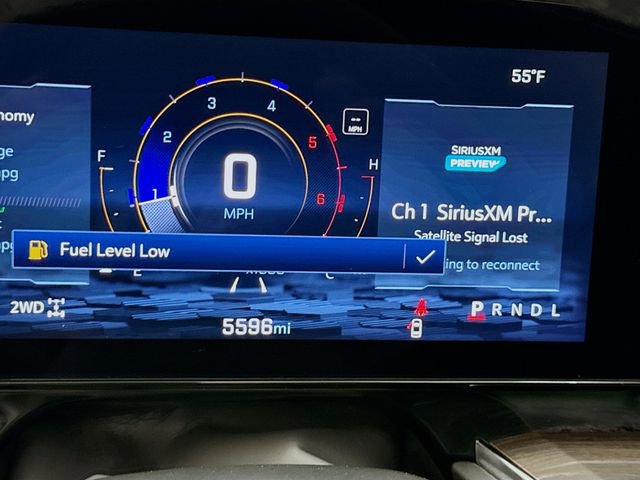 55°F
nomy
ge
mpg
F
1
2
3
4
5
6
0
MPH
--
MPH
H
SIRIUSXM
PREVIEW
Ch 1 SiriusXM Pr...
Satellite Signal Lost
ing to reconnect
Fuel Level Low
E
C
2WD
5596mi
P R N D L